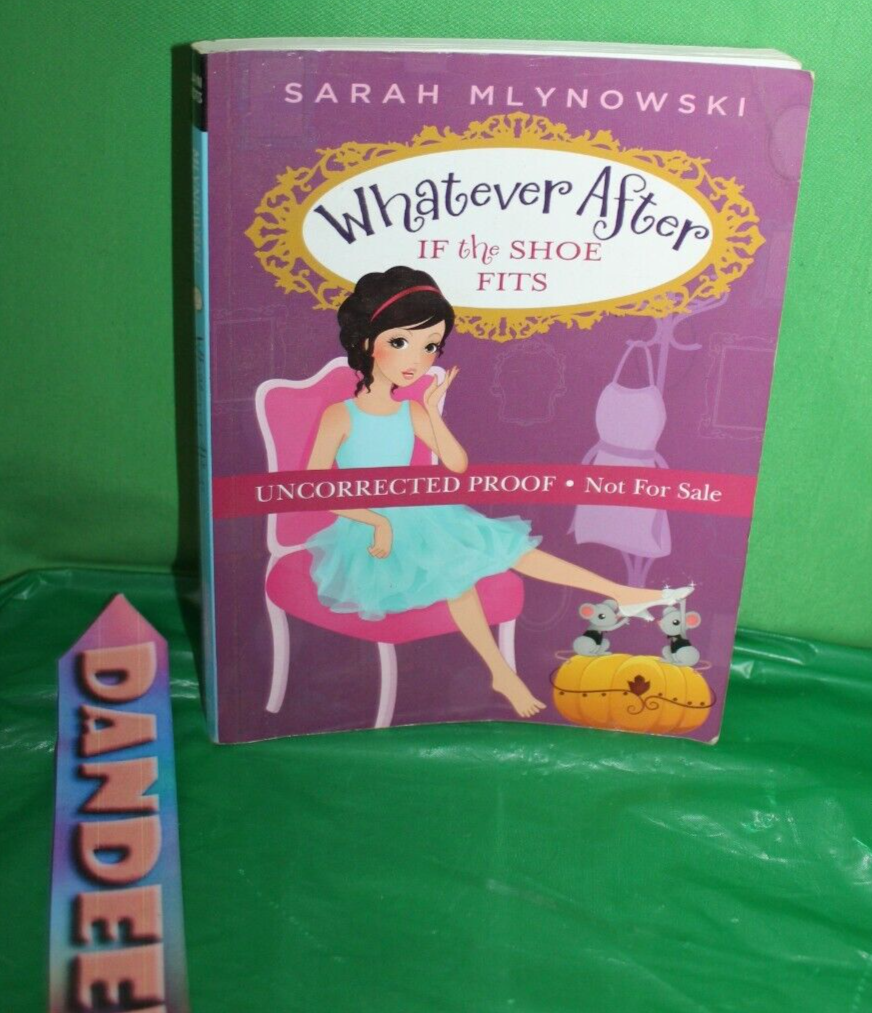 SARAH MLYNOWSKI
Whatever After
IF the SHOE
FITS
UNCORRECTED PROOF • Not For Sale
DANDEE